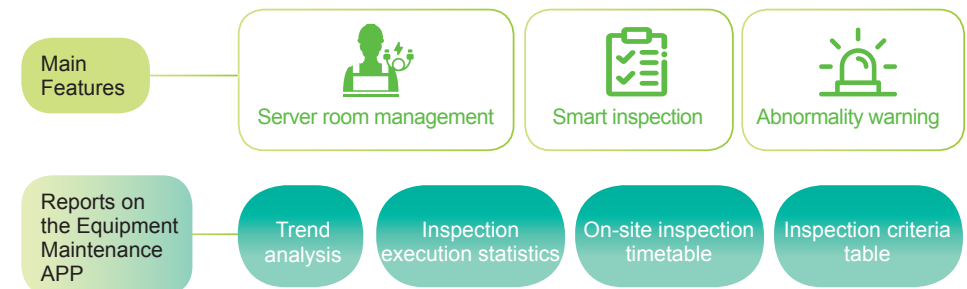 Main
Features
Server room management
Smart inspection
Abnormality warning
Reports on
the Equipment
Maintenance
APP
Trend
analysis
Inspection
execution statistics
On-site inspection
timetable
Inspection criteria
table